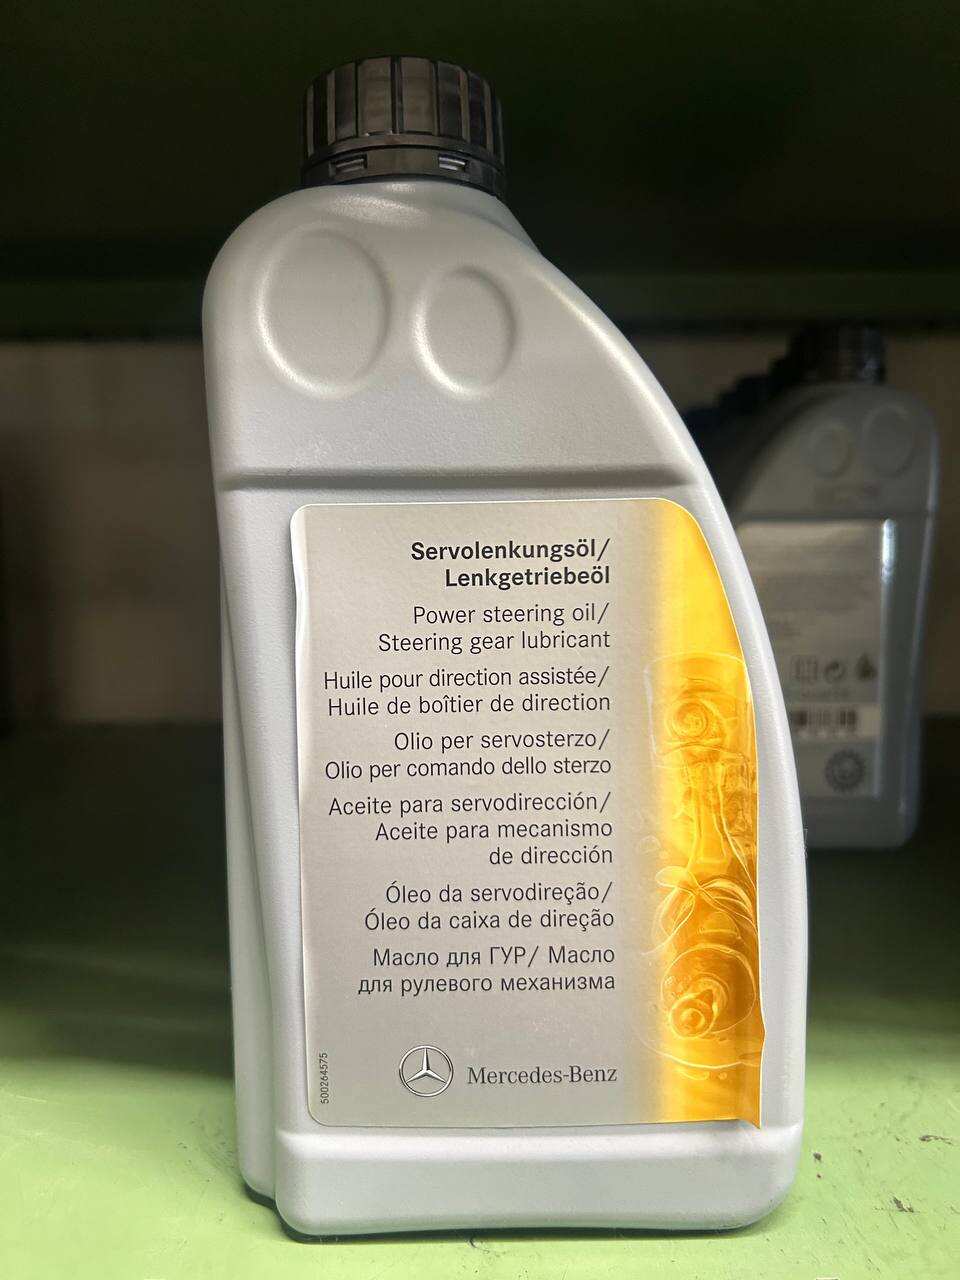 Servolenkungsöl/
Lenkgetriebeöl
Power steering oil/
Steering gear lubricant
Huile pour direction assistée/
Huile de boîtier de direction
Olio per servosterzo/
Olio per comando dello sterzo
Aceite para servodirección/
Aceite para mecanismo
de dirección
Óleo da servodireção/
Óleo da caixa de direção
Масло для ГУР/ Масло
для рулевого механизма
Mercedes-Benz
500264575